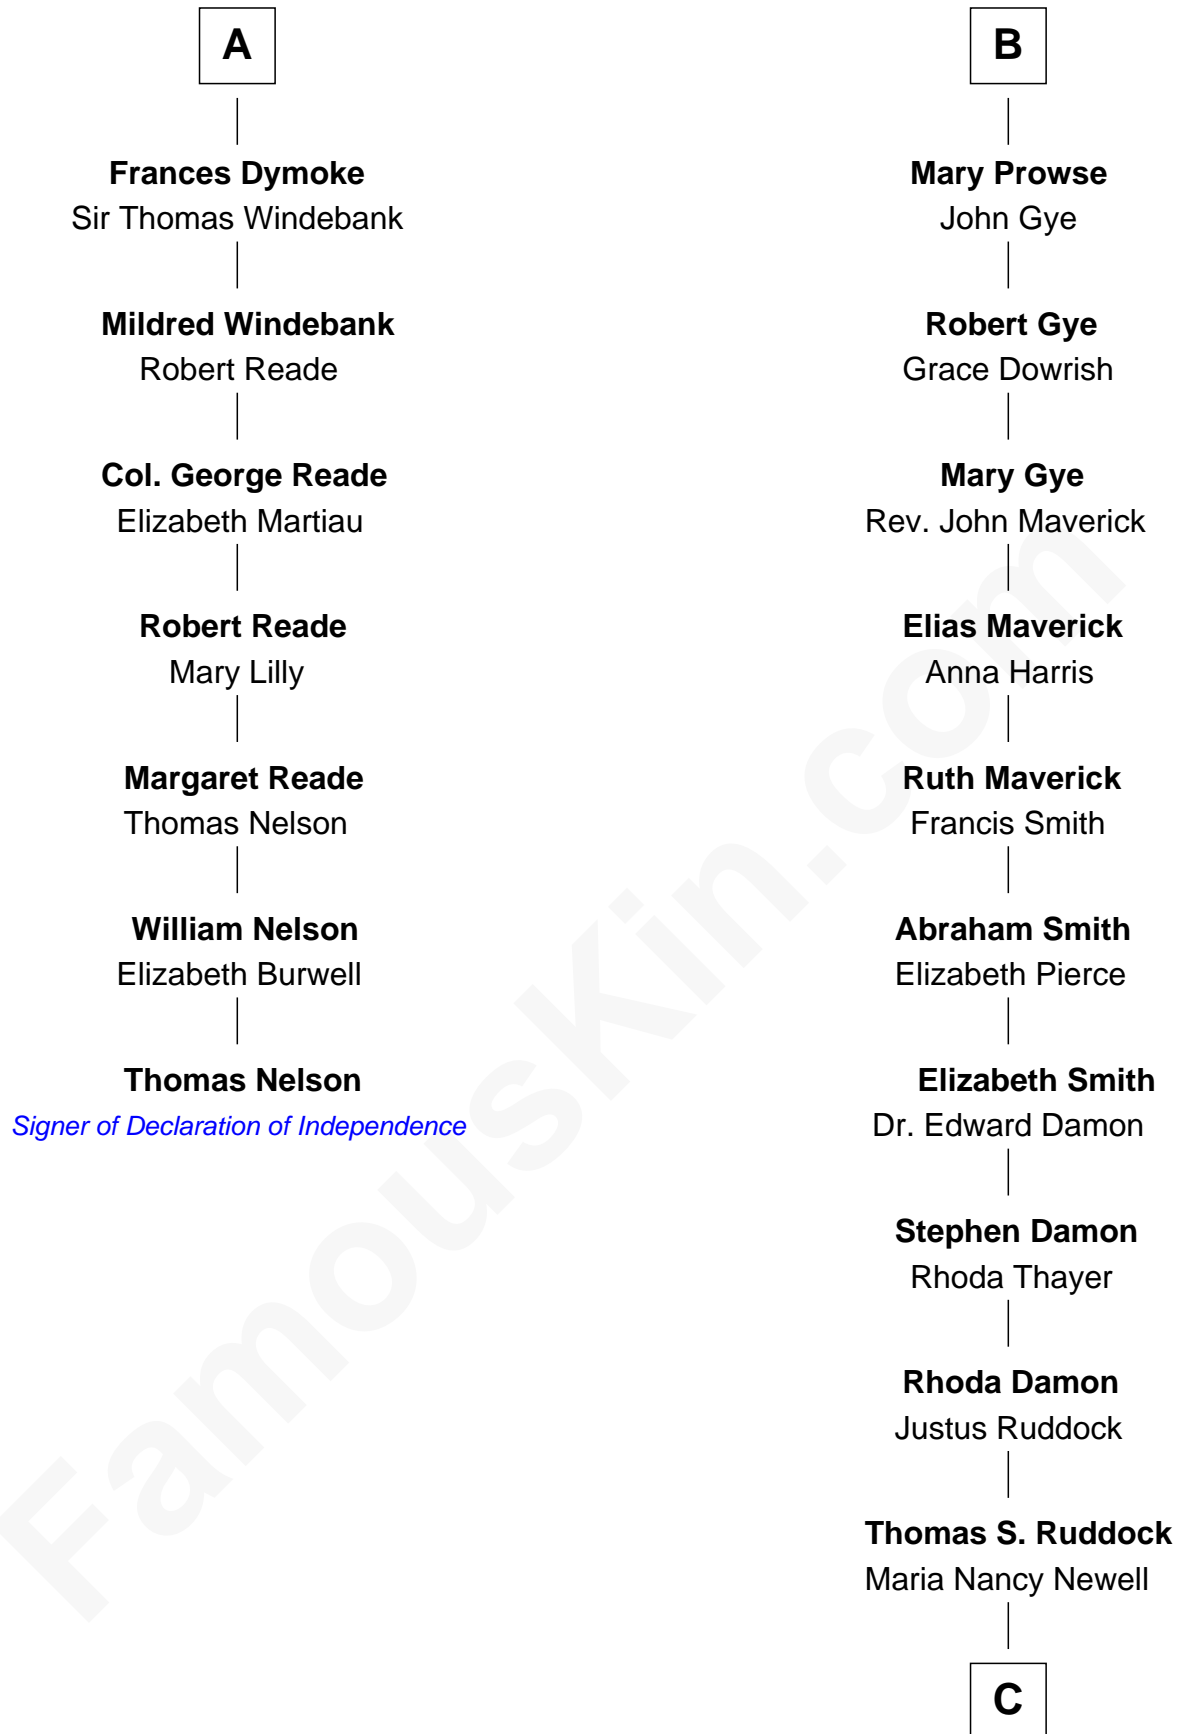 A
Frances Dymoke
Sir Thomas Windebank
Mildred Windebank
Robert Reade
Col. George Reade
Elizabeth Martiau
Robert Reade
Mary Lilly
Margaret Reade
Thomas Nelson
William Nelson
Elizabeth Burwell
Thomas Nelson
Signer of Declaration of Independence
B
Mary Prowse
John Gye
Robert Gye
Grace Dowrish
Mary Gye
Rev. John Maverick
Elias Maverick
Anna Harris
Ruth Maverick
Francis Smith
Abraham Smith
Elizabeth Pierce
Elizabeth Smith
Dr. Edward Damon
Stephen Damon
Rhoda Thayer
Rhoda Damon
Justus Ruddock
Thomas S. Ruddock
Maria Nancy Newell
C
FamousKin.com